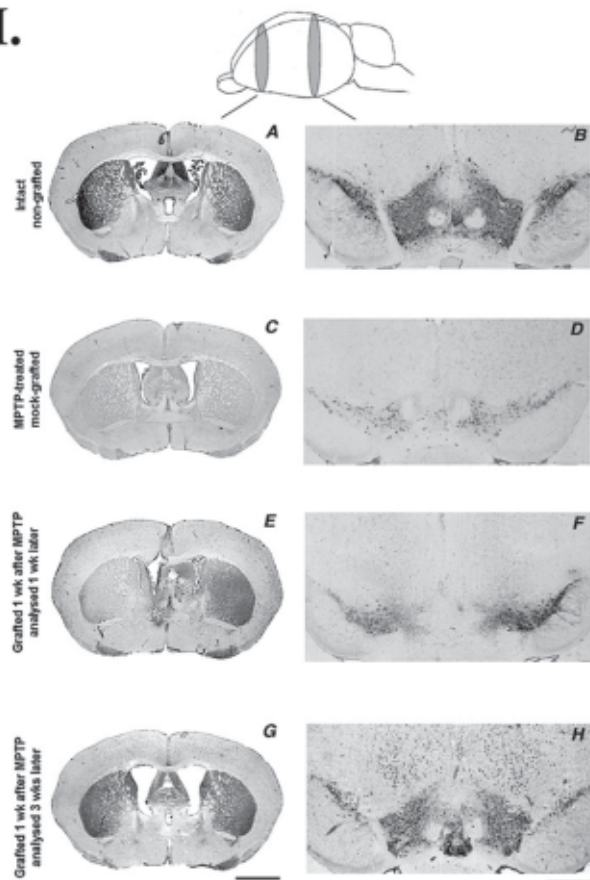 I.
A
B
Intact
non-grafted
C
D
MPTP-treated
mock-grafted
E
F
Grafted 1 wk after MPTP
analysed 1 wk later
G
H
Grafted 1 wk after MPTP
analysed 3 wks later